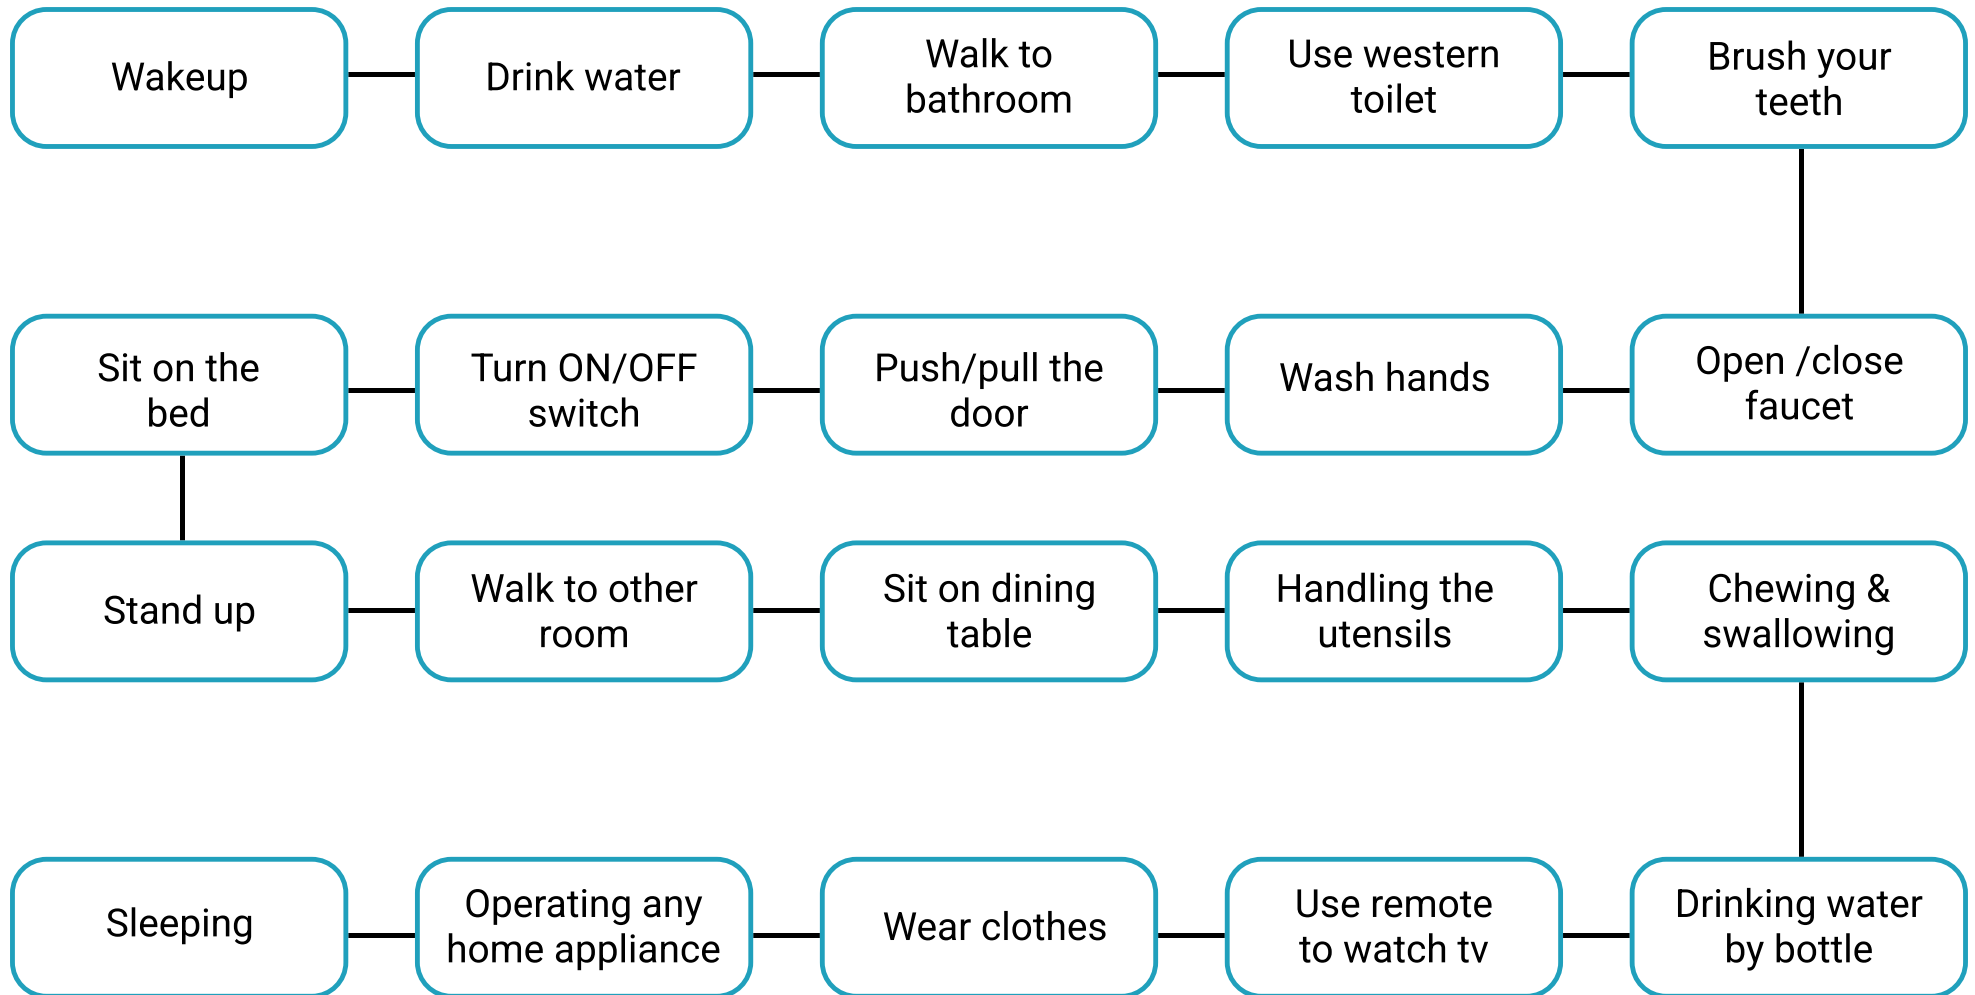 Wakeup
Drink water
Walk to
bathroom
Use western
toilet
Brush your
teeth
Sit on the
bed
Turn ON/OFF
switch
Push/pull the
door
Wash hands
Open /close
faucet
Stand up
Walk to other
room
Sit on dining
table
Handling the
utensils
Chewing &
swallowing
Sleeping
Operating any
home appliance
Wear clothes
Use remote
to watch tv
Drinking water
by bottle